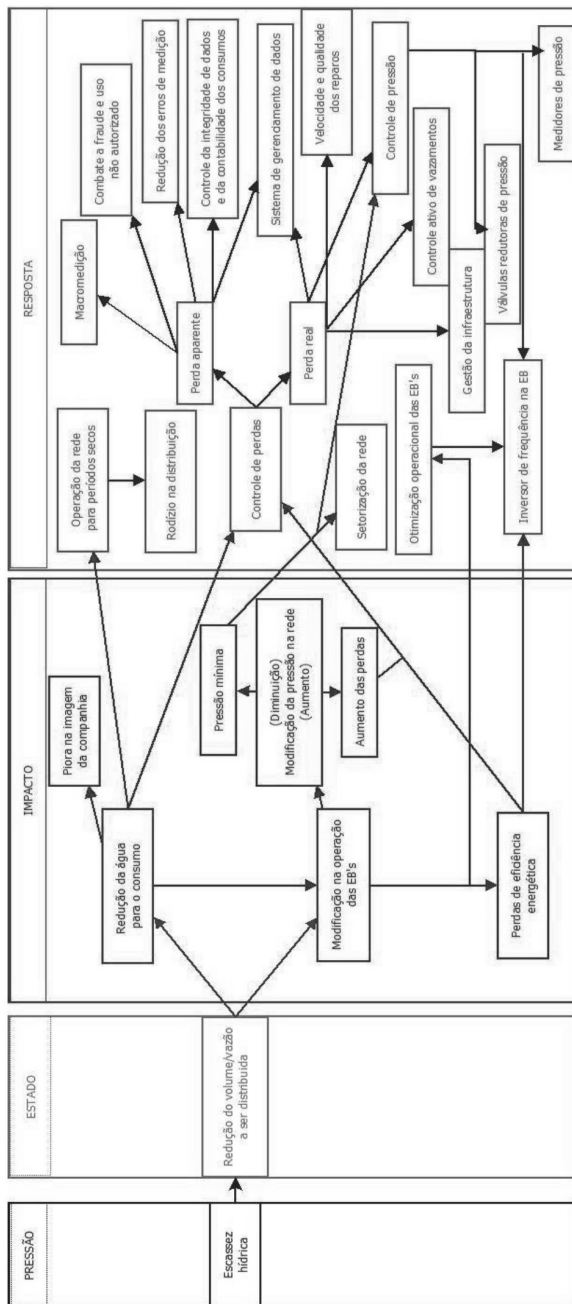 PRESSÃO
Escassez
hídrica
ESTADO
Redução do volume/vazão
a ser distribuida
IMPACTO
Piora na imagem
da companhia
Redução da água
para o consumo
Pressão mínima
(Diminuição)
Modificação da pressão na rede
(Aumento)
Aumento das perdas
Modificação na operação
das EB's
Perdas de eficiência
energética
RESPOSTA
Operação da rede
para períodos secos
Rodízio na distribuição
Controle de perdas
Setorização da rede
Otimização operacional das EB's
Inversor de frequência na EB
Macromedição
Combate a fraude e uso
não autorizado
Redução dos erros de medição
Controle da integridade de dados
e da contabilidade dos consumos
Perda aparente
Sistema de gerenciamento de dados
Perda real
Velocidade e qualidade
dos reparos
Controle de pressão
Controle ativo de vazamentos
Gestão da infraestrutura
Válvulas redutoras de pressão
Medidores de pressão